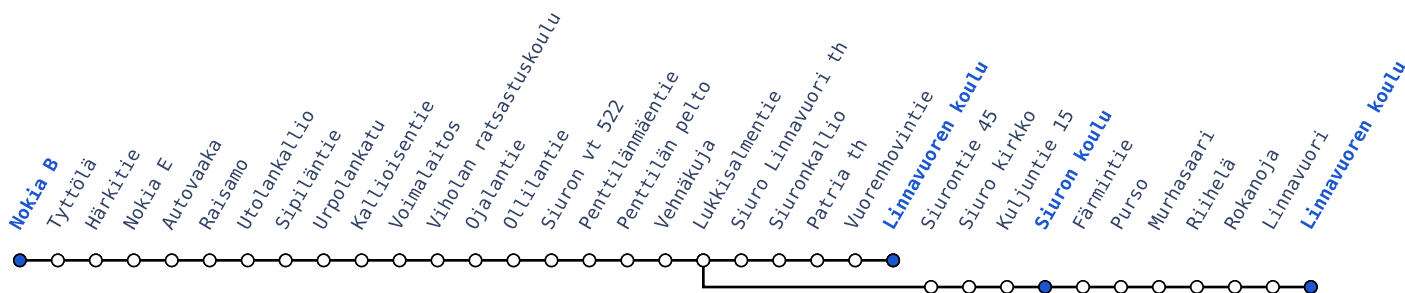 Nokia B
Tyttölä
Härkitie
Nokia E
Autovaaka
Raisamo
Utolankallio
Sipiläntie
Urpolankatu
Kallioisentie
Voimalaitos
Viholan ratsastuskoulu
Ojalantie
Ollilantie
Siuron vt 522
Penttilänmäentie
Penttilän pelto
Vehnäkuja
Lukkisalmentie
Siuro Linnavuori th
Siuronkallio
Patria th
Vuorenhovintie
Linnavuoren koulu
Siurontie 45
Siuro kirkko
Kuljuntie 15
Siuron koulu
Färmintie
Purso
Murhasaari
Riihelä
Rokanoja
Linnavuori
Linnavuoren koulu